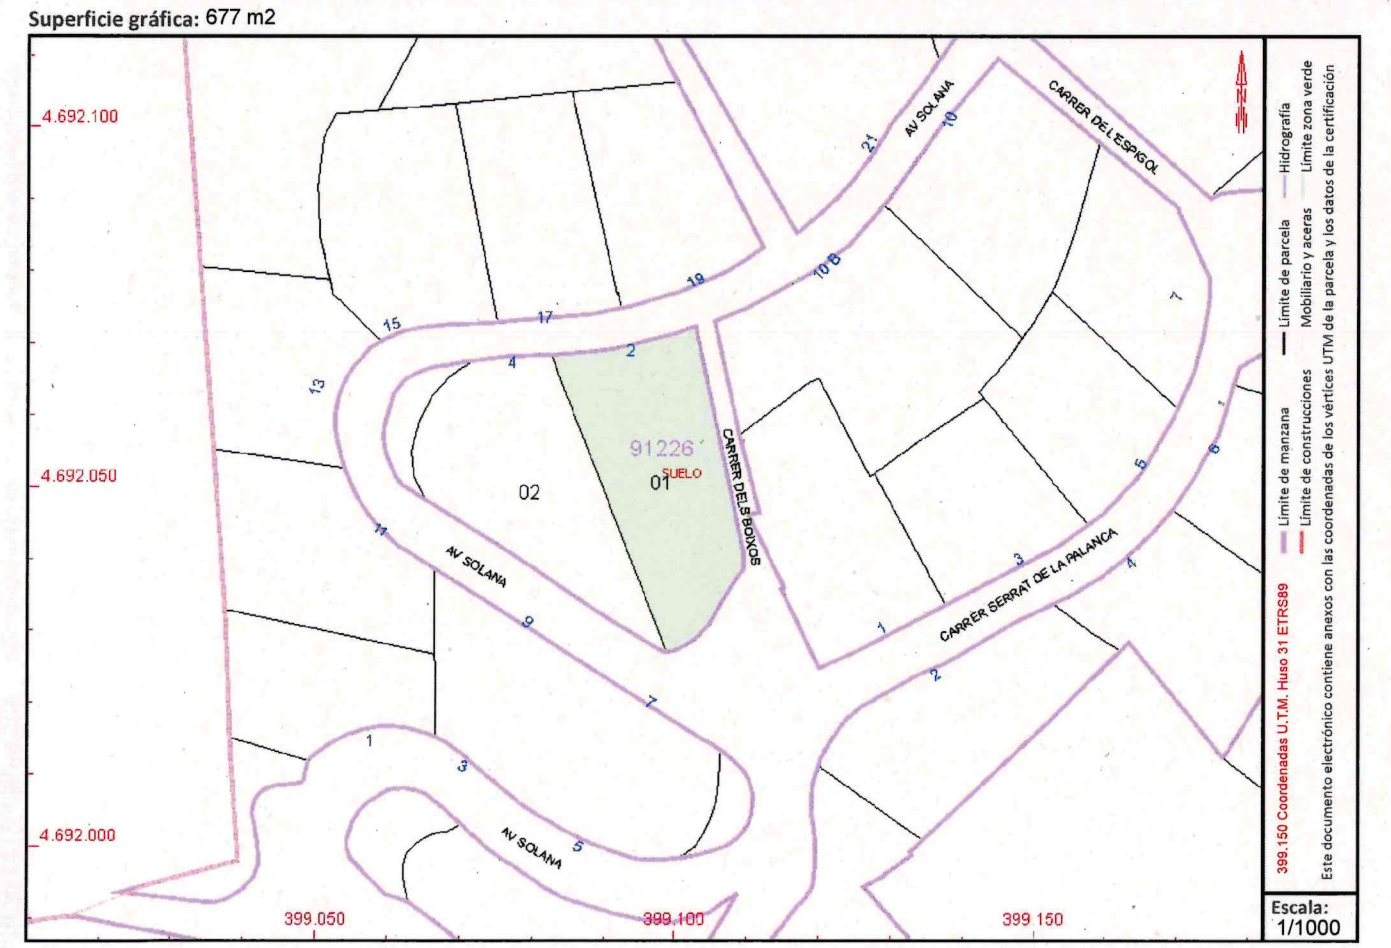 Superficie gráfica: 677 m2
4.692.100
4.692.050
4.692.000
399.050
399.100
399 150
AV SOLANA
CARRER DE L'ESPIGOL
21
10
19
10 B
17
15
2
4
13
7
91226
SUELO
01
02
CARRER DELS BOIXOS
5
6
11
AV SOLANA
3
CARRER SERRAT DE LA PALANCA
4
9
1
2
7
1
3
AV SOLANA
5
N
Hidrografía
Límite zona verde
Límite de parcela
Mobiliario y aceras
Límite de manzana
Límite de construcciones
399.150 Coordenadas U.T.M. Huso 31 ETRS89
Este documento electrónico contiene anexos con las coordenadas de los vértices UTM de la parcela y los datos de la certificación
Escala:
1/1000